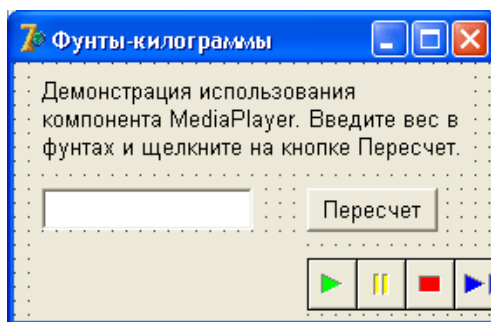 Фунты-килограммы
Демонстрация использования
компонента MediaPlayer. Введите вес в
фунтах и щелкните на кнопке Пересчет.
Пересчет